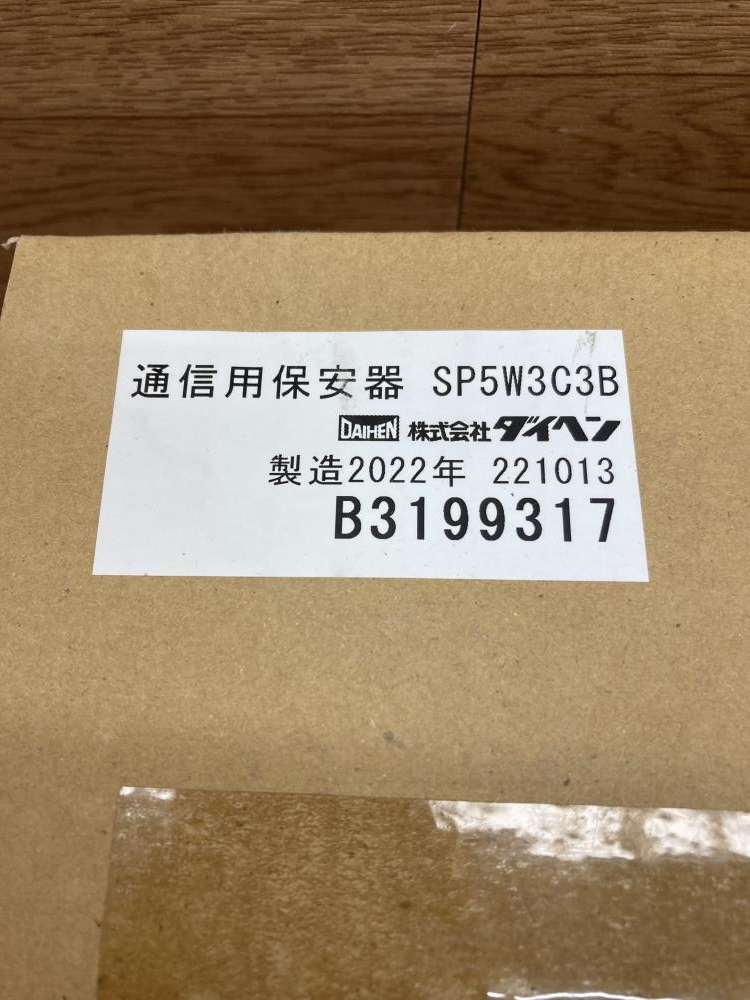 通信用保安器 SP5W3C3B
DAIHEN 株式会社ダイヘン
製造2022年 221013
B3199317